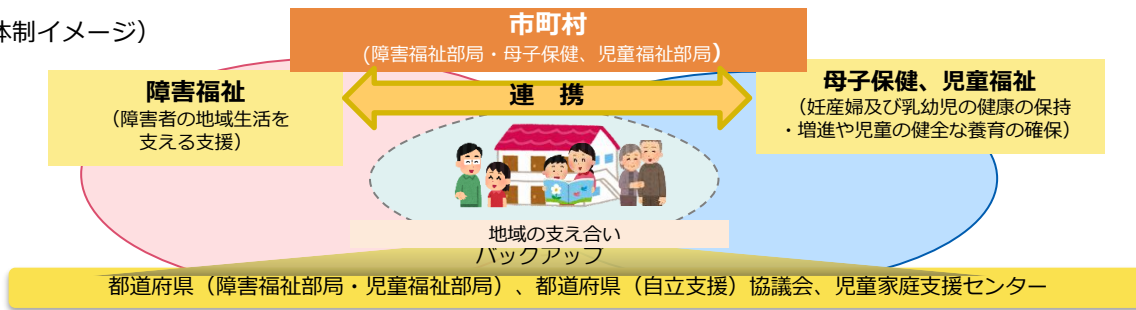 体制イメージ）
市町村
(障害福祉部局・母子保健、児童福祉部局)
障害福祉
（障害者の地域生活を
支える支援）
連 携
母子保健、児童福祉
（妊産婦及び乳幼児の健康の保持
・増進や児童の健全な養育の確保）
地域の支え合い
バックアップ
都道府県（障害福祉部局・児童福祉部局）、都道府県（自立支援）協議会、児童家庭支援センター